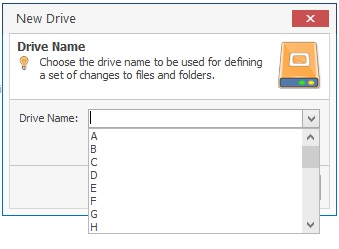 New Drive
Drive Name
Choose the drive name to be used for defining
a set of changes to files and folders.
Drive Name:
A
B
C
D
E
F
G
H